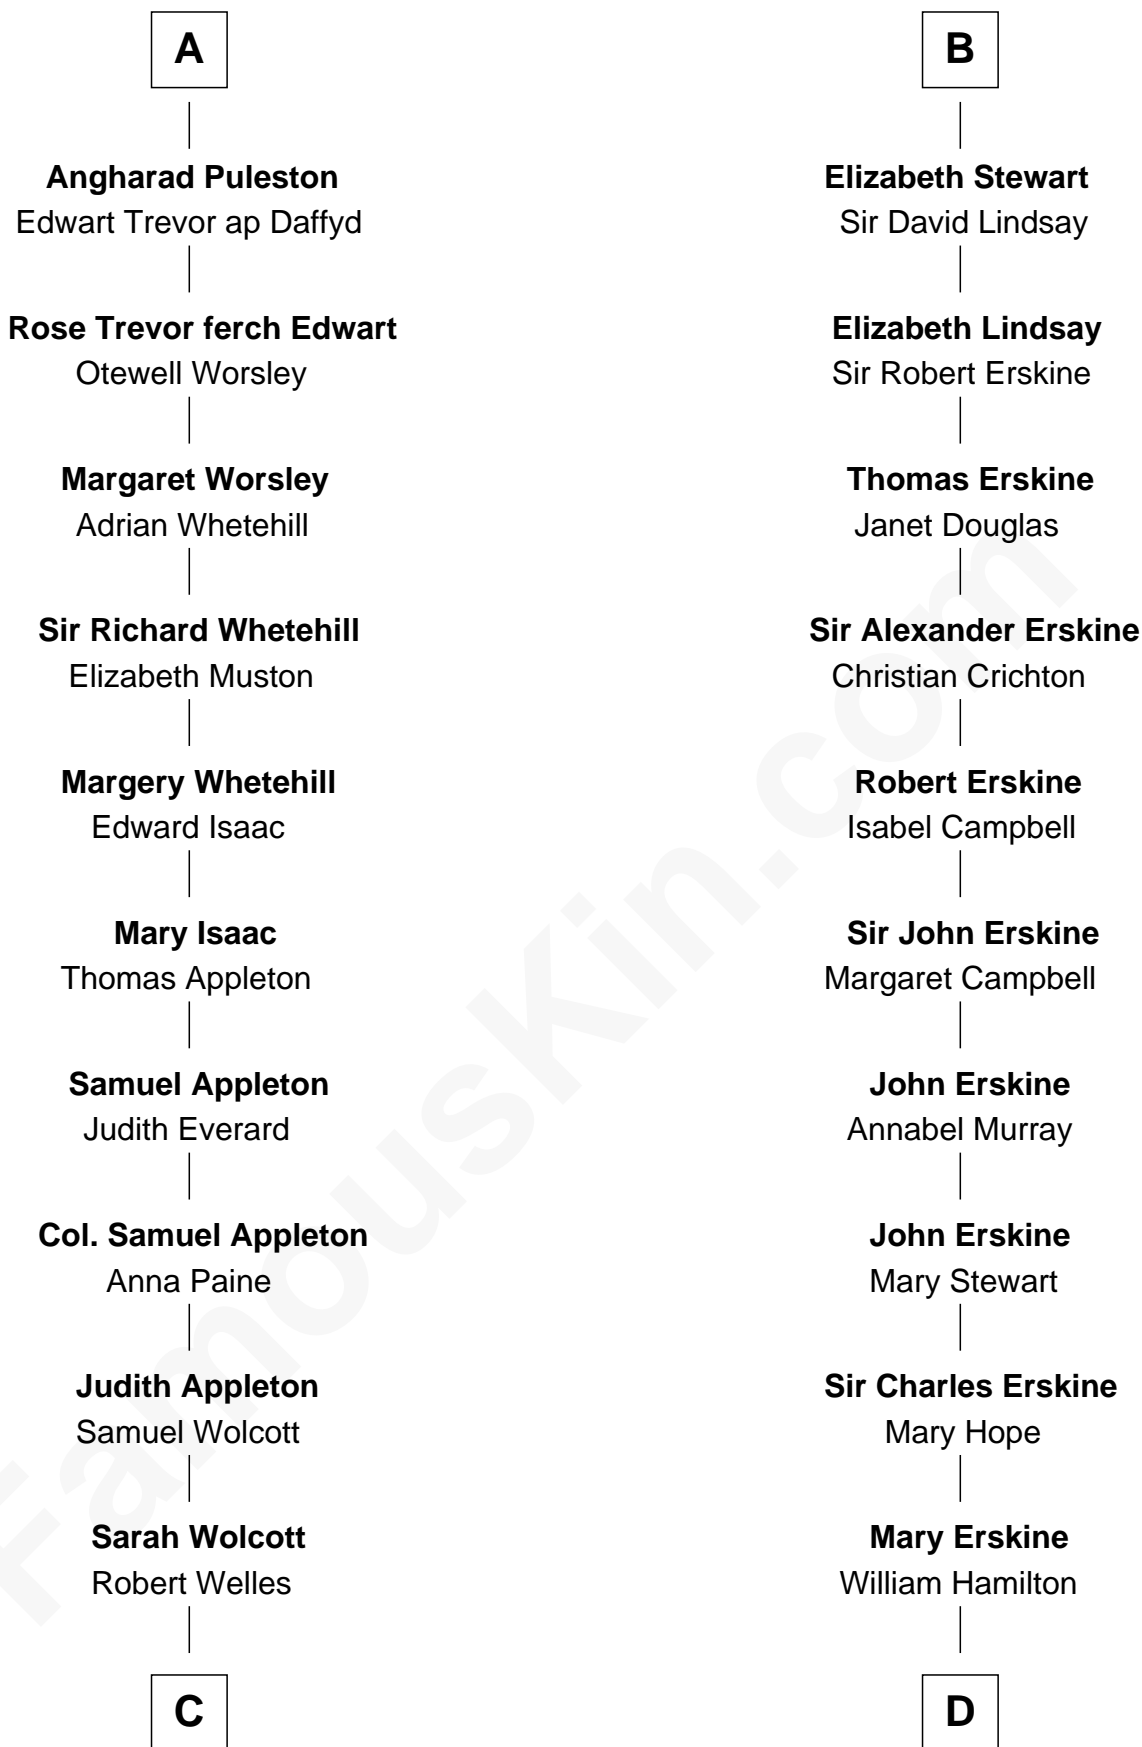 A
Angharad Puleston
Edwart Trevor ap Daffyd
Rose Trevor ferch Edwart
Otewell Worsley
Margaret Worsley
Adrian Whetehill
Sir Richard Whetehill
Elizabeth Muston
Margery Whetehill
Edward Isaac
Mary Isaac
Thomas Appleton
Samuel Appleton
Judith Everard
Col. Samuel Appleton
Anna Paine
Judith Appleton
Samuel Wolcott
Sarah Wolcott
Robert Welles
C
B
Elizabeth Stewart
Sir David Lindsay
Elizabeth Lindsay
Sir Robert Erskine
Thomas Erskine
Janet Douglas
Sir Alexander Erskine
Christian Crichton
Robert Erskine
Isabel Campbell
Sir John Erskine
Margaret Campbell
John Erskine
Annabel Murray
John Erskine
Mary Stewart
Sir Charles Erskine
Mary Hope
Mary Erskine
William Hamilton
D
FamousKin.com